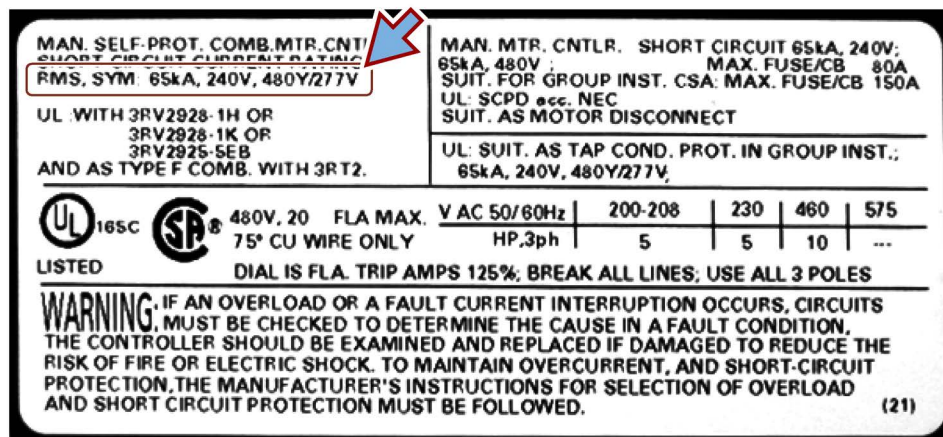 MAN. SELF-PROT. COMB.MTR.CNTL
SHORT-CIRCUIT CURRENT RATING
RMS, SYM: 65kA, 240V, 480Y/277V
UL :WITH 3RV2928-1H OR
3RV2928-1K OR
3RV2925-5EB
AND AS TYPE F COMB. WITH 3RT2.
MAN. MTR. CNTLR. SHORT CIRCUIT 65kA, 240V;
65kA, 480V ; MAX. FUSE/CB 80A
SUIT. FOR GROUP INST. CSA: MAX. FUSE/CB 150A
UL: SCPD acc. NEC
SUIT. AS MOTOR DISCONNECT
UL: SUIT. AS TAP COND. PROT. IN GROUP INST.;
65kA, 240V, 480Y/277V;
UL 165C LISTED
SA ®
480V, 20 FLA MAX.
75° CU WIRE ONLY
V AC 50/60Hz 200-208 230 460 575
HP,3ph 5 5 10 ---
DIAL IS FLA. TRIP AMPS 125%; BREAK ALL LINES; USE ALL 3 POLES
WARNING: IF AN OVERLOAD OR A FAULT CURRENT INTERRUPTION OCCURS, CIRCUITS
MUST BE CHECKED TO DETERMINE THE CAUSE IN A FAULT CONDITION,
THE CONTROLLER SHOULD BE EXAMINED AND REPLACED IF DAMAGED TO REDUCE THE
RISK OF FIRE OR ELECTRIC SHOCK. TO MAINTAIN OVERCURRENT, AND SHORT-CIRCUIT
PROTECTION,THE MANUFACTURER'S INSTRUCTIONS FOR SELECTION OF OVERLOAD
AND SHORT CIRCUIT PROTECTION MUST BE FOLLOWED. (21)